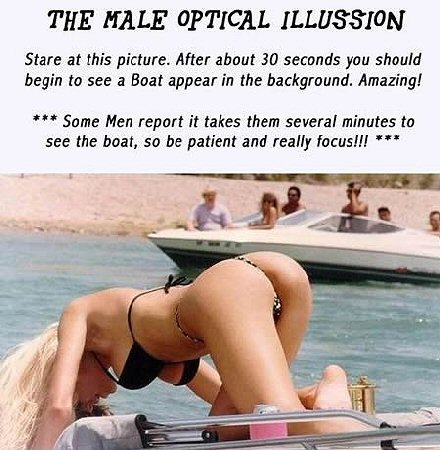 THE MALE OPTICAL ILLUSSION
Stare at this picture. After about 30 seconds you should
begin to see a Boat appear in the background. Amazing!
*** Some Men report it takes them several minutes to
see the boat, so be patient and really focus!!! ***